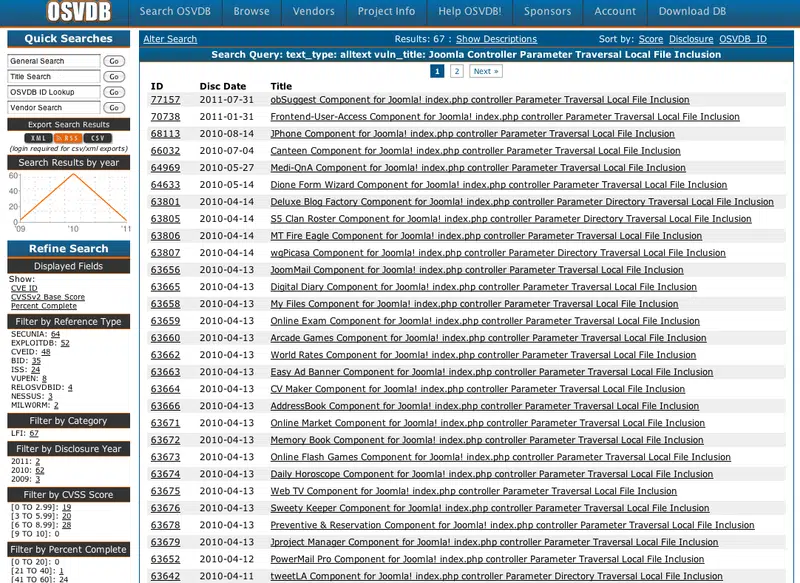 OSVDB
Search OSVDB Browse Vendors Project Info Help OSVDB! Sponsors Account Download DB
Quick Searches
General Search Go
Title Search Go
OSVDB ID Lookup Go
Vendor Search Go
Export Search Results
XML RSS CSV
(login required for csv/xml exports)
Search Results by year
60
40
20
0
'09 '10 '11
Refine Search
Displayed Fields
Show:
CVE ID
CVSSv2 Base Score
Percent Complete
Filter by Reference Type
SECUNIA: 64
EXPLOITDB: 52
CVEID: 48
BID: 35
ISS: 24
VUPEN: 8
RELOSVDBID: 4
NESSUS: 3
MILW0RM: 2
Filter by Category
LFI: 67
Filter by Disclosure Year
2011: 2
2010: 62
2009: 3
Filter by CVSS Score
[0 TO 2.99]: 19
[3 TO 5.99]: 20
[6 TO 8.99]: 28
[9 TO 10]: 0
Filter by Percent Complete
[0 TO 20]: 0
[21 TO 40]: 1
[41 TO 60]: 24
Alter Search Results: 67 : Show Descriptions Sort by: Score Disclosure OSVDB_ID
Search Query: text_type: alltext vuln_title: Joomla Controller Parameter Traversal Local File Inclusion
1 2 Next »
ID Disc Date Title
77157 2011-07-31 obSuggest Component for Joomla! index.php controller Parameter Traversal Local File Inclusion
70738 2011-01-31 Frontend-User-Access Component for Joomla! index.php controller Parameter Traversal Local File Inclusion
68113 2010-08-14 JPhone Component for Joomla! index.php controller Parameter Traversal Local File Inclusion
66032 2010-07-04 Canteen Component for Joomla! index.php controller Parameter Traversal Local File Inclusion
64969 2010-05-27 Medi-QnA Component for Joomla! index.php controller Parameter Traversal Local File Inclusion
64633 2010-05-14 Dione Form Wizard Component for Joomla! index.php controller Parameter Traversal Local File Inclusion
63801 2010-04-14 Deluxe Blog Factory Component for Joomla! index.php controller Parameter Directory Traversal Local File Inclusion
63805 2010-04-14 S5 Clan Roster Component for Joomla! index.php controller Parameter Directory Traversal Local File Inclusion
63806 2010-04-14 MT Fire Eagle Component for Joomla! index.php controller Parameter Traversal Local File Inclusion
63807 2010-04-14 wgPicasa Component for Joomla! index.php controller Parameter Directory Traversal Local File Inclusion
63656 2010-04-13 JoomMail Component for Joomla! index.php controller Parameter Traversal Local File Inclusion
63665 2010-04-13 Digital Diary Component for Joomla! index.php controller Parameter Traversal Local File Inclusion
63658 2010-04-13 My Files Component for Joomla! index.php controller Parameter Traversal Local File Inclusion
63659 2010-04-13 Online Exam Component for Joomla! index.php controller Parameter Traversal Local File Inclusion
63660 2010-04-13 Arcade Games Component for Joomla! index.php controller Parameter Traversal Local File Inclusion
63662 2010-04-13 World Rates Component for Joomla! index.php controller Parameter Traversal Local File Inclusion
63663 2010-04-13 Easy Ad Banner Component for Joomla! index.php controller Parameter Traversal Local File Inclusion
63664 2010-04-13 CV Maker Component for Joomla! index.php controller Parameter Traversal Local File Inclusion
63666 2010-04-13 AddressBook Component for Joomla! index.php controller Parameter Traversal Local File Inclusion
63671 2010-04-13 Online Market Component for Joomla! index.php controller Parameter Traversal Local File Inclusion
63672 2010-04-13 Memory Book Component for Joomla! index.php controller Parameter Traversal Local File Inclusion
63673 2010-04-13 Online Flash Games Component for Joomla! index.php controller Parameter Traversal Local File Inclusion
63674 2010-04-13 Daily Horoscope Component for Joomla! index.php controller Parameter Traversal Local File Inclusion
63675 2010-04-13 Web TV Component for Joomla! index.php controller Parameter Traversal Local File Inclusion
63676 2010-04-13 Sweety Keeper Component for Joomla! index.php controller Parameter Traversal Local File Inclusion
63678 2010-04-13 Preventive & Reservation Component for Joomla! index.php controller Parameter Traversal Local File Inclusion
63679 2010-04-13 Jproject Manager Component for Joomla! index.php controller Parameter Traversal Local File Inclusion
63652 2010-04-12 PowerMail Pro Component for Joomla! index.php controller Parameter Traversal Local File Inclusion
63642 2010-04-11 tweetLA Component for Joomla! index.php controller Parameter Directory Traversal Local File Inclusion